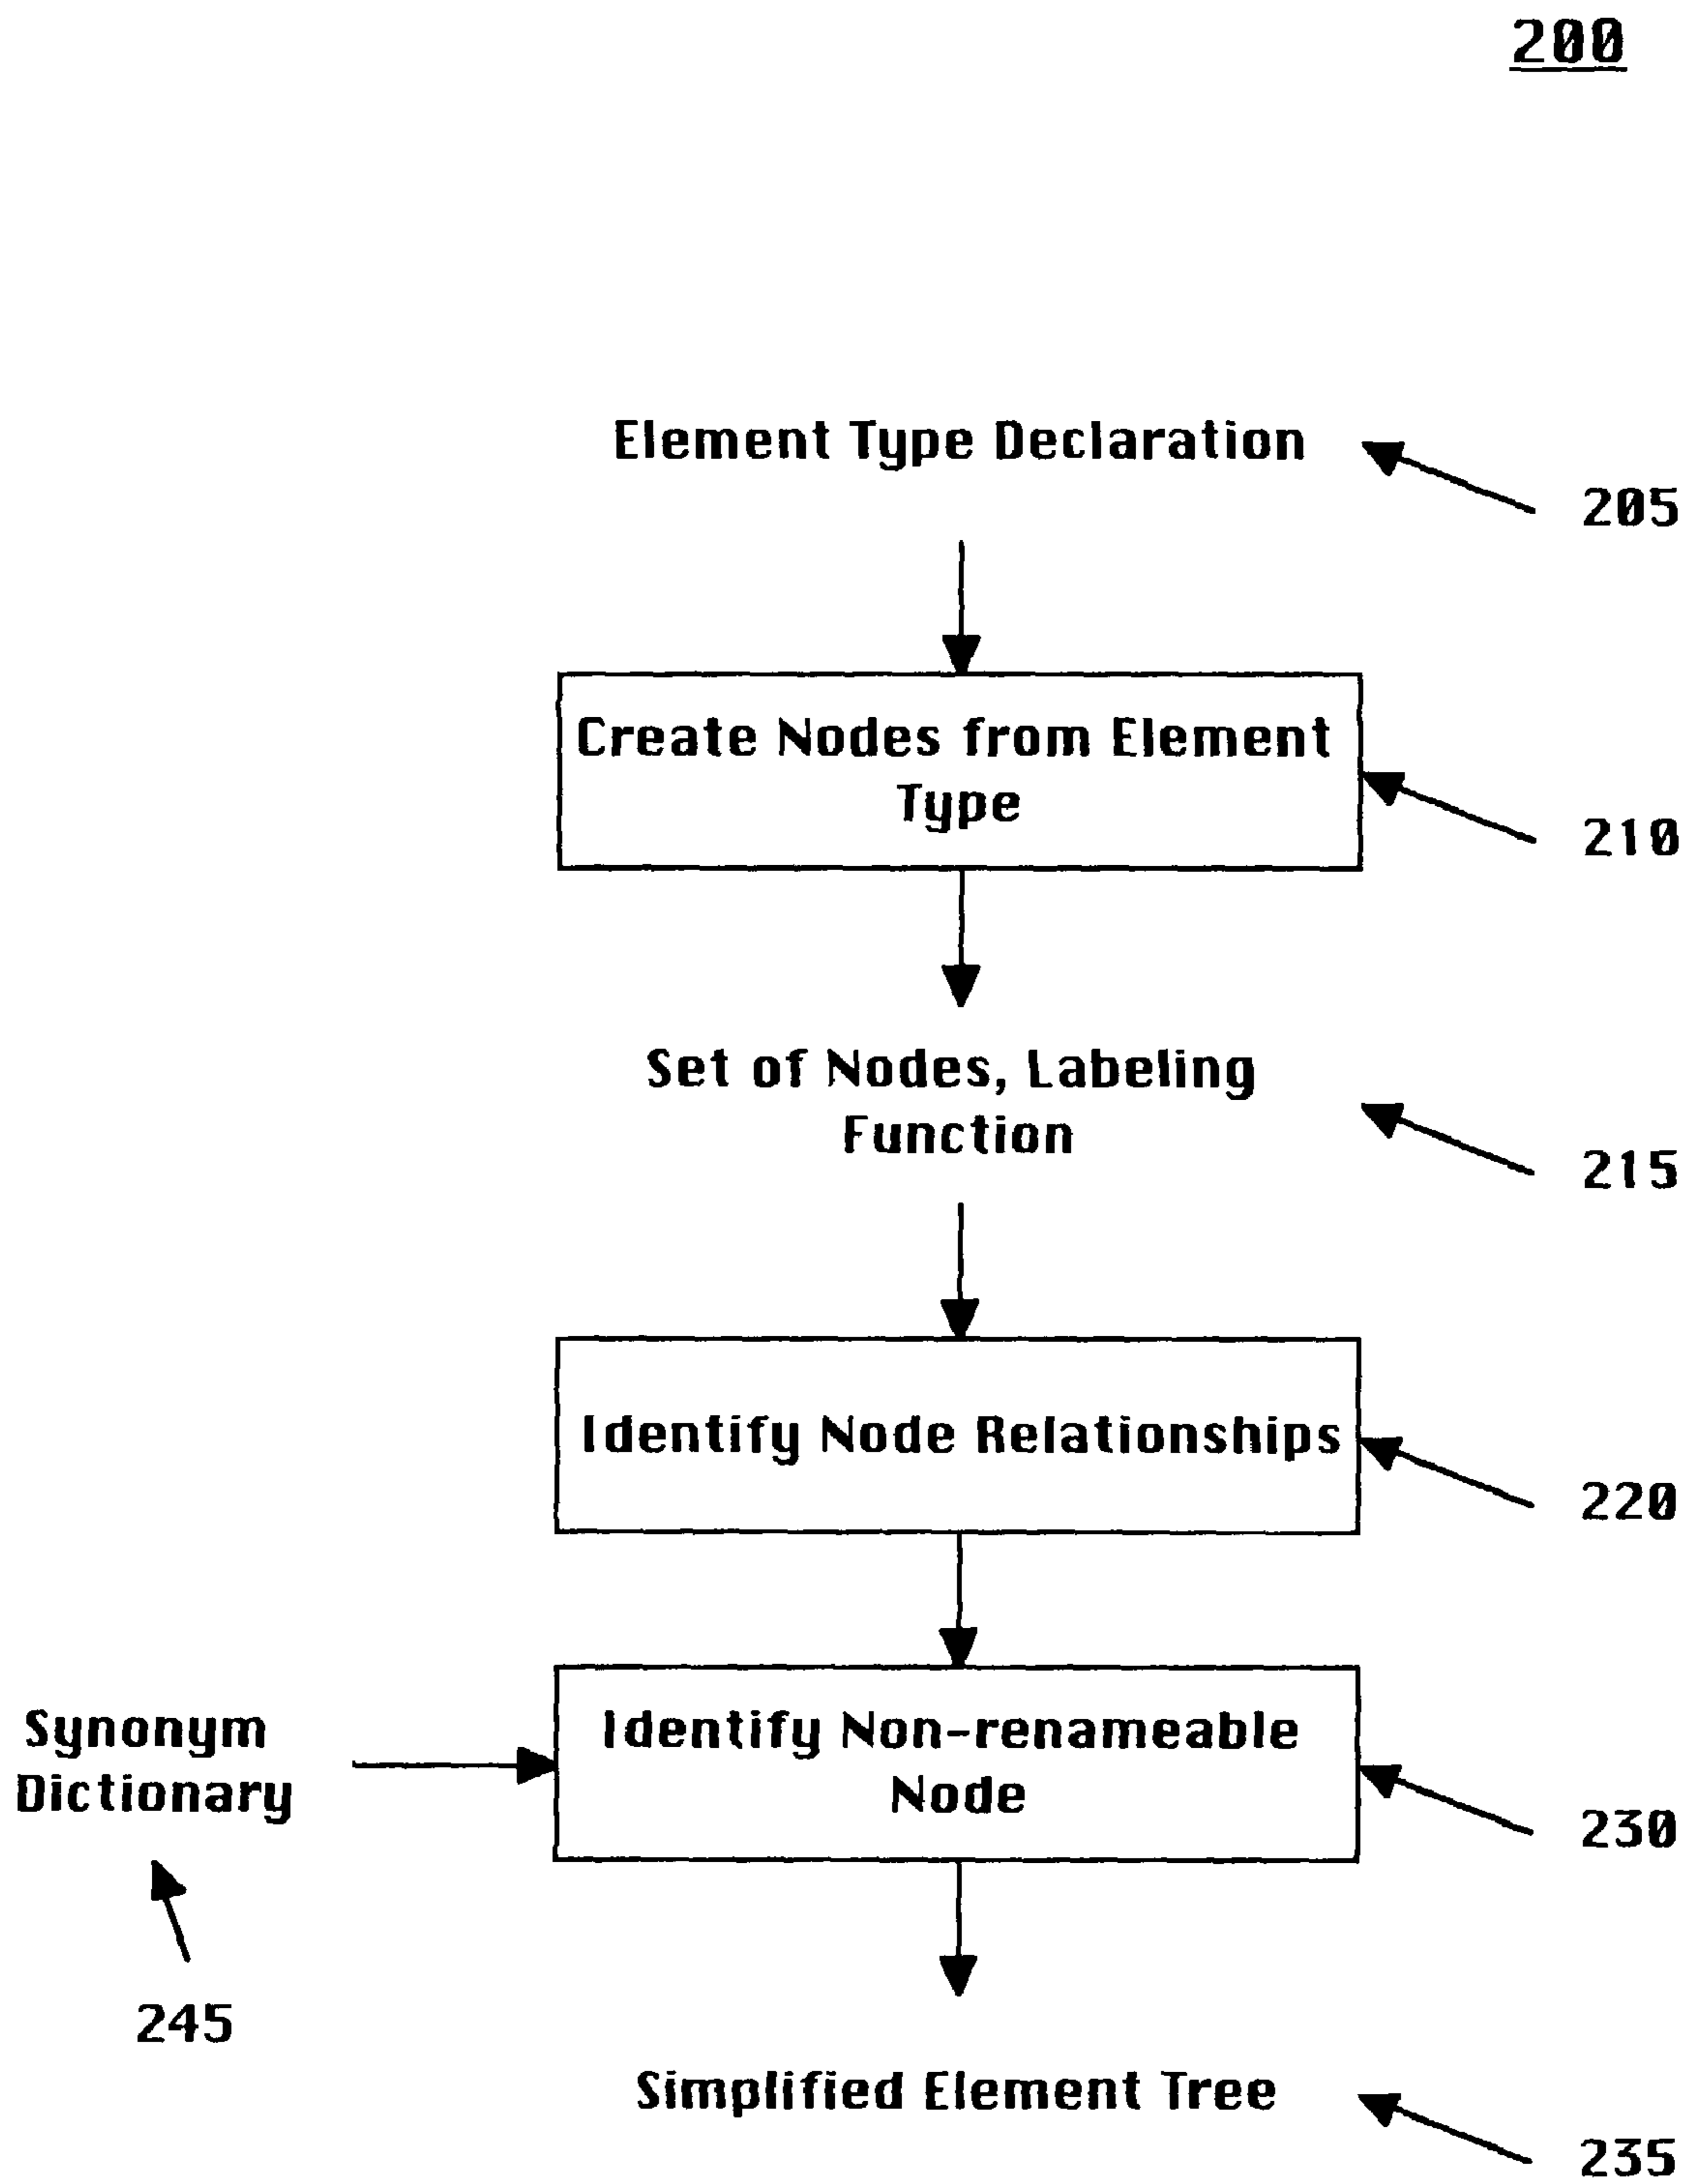 200
Element Type Declaration
205
Create Nodes from Element
Type
210
Set of Nodes, Labeling
Function
215
Identify Node Relationships
220
Identify Non-renameable
Node
230
Synonym
Dictionary
245
Simplified Element Tree
235